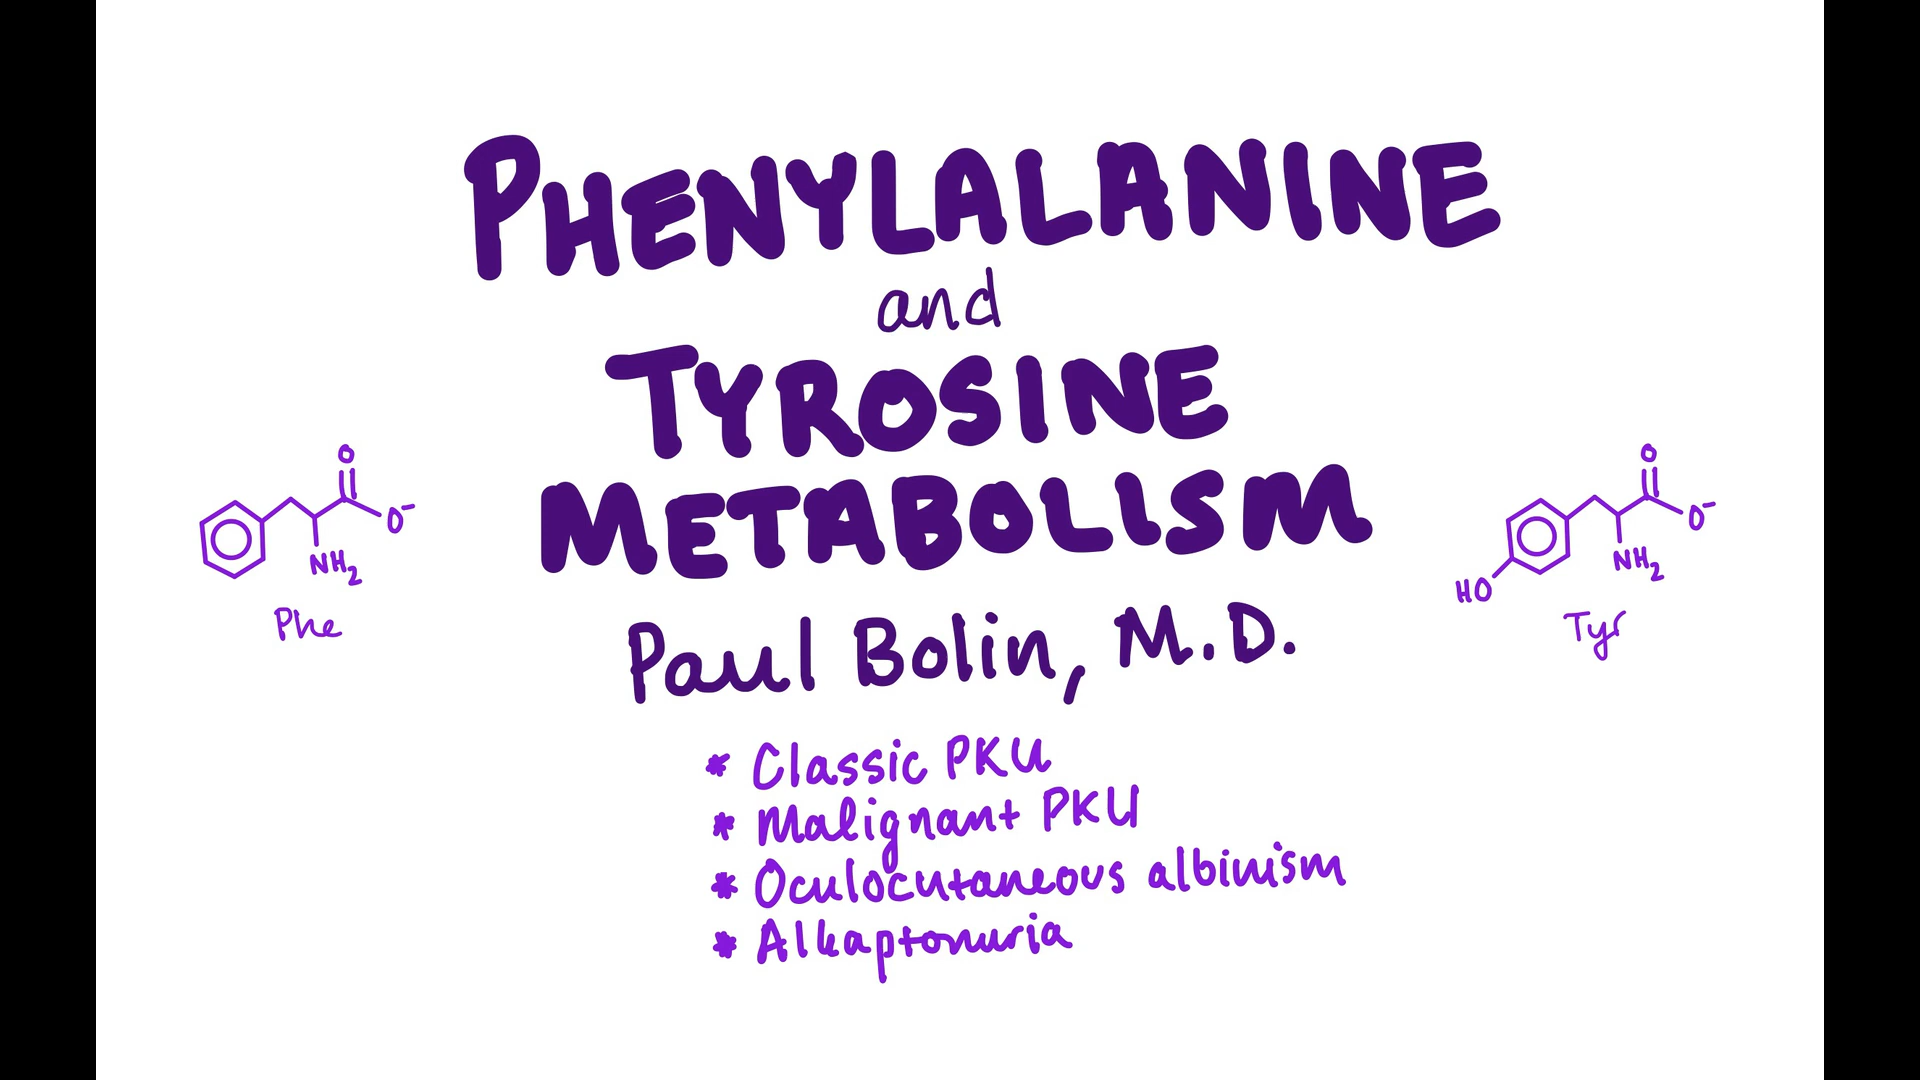 PHENYLALANINE
and
TYROSINE
METABOLISM
Paul Bolin, M.D.
* Classic PKU
* Malignant PKU
* Oculocutaneous albinism
* Alkaptonuria
O
O⁻
NH₂
Phe
O
O⁻
NH₂
HO
Tyr